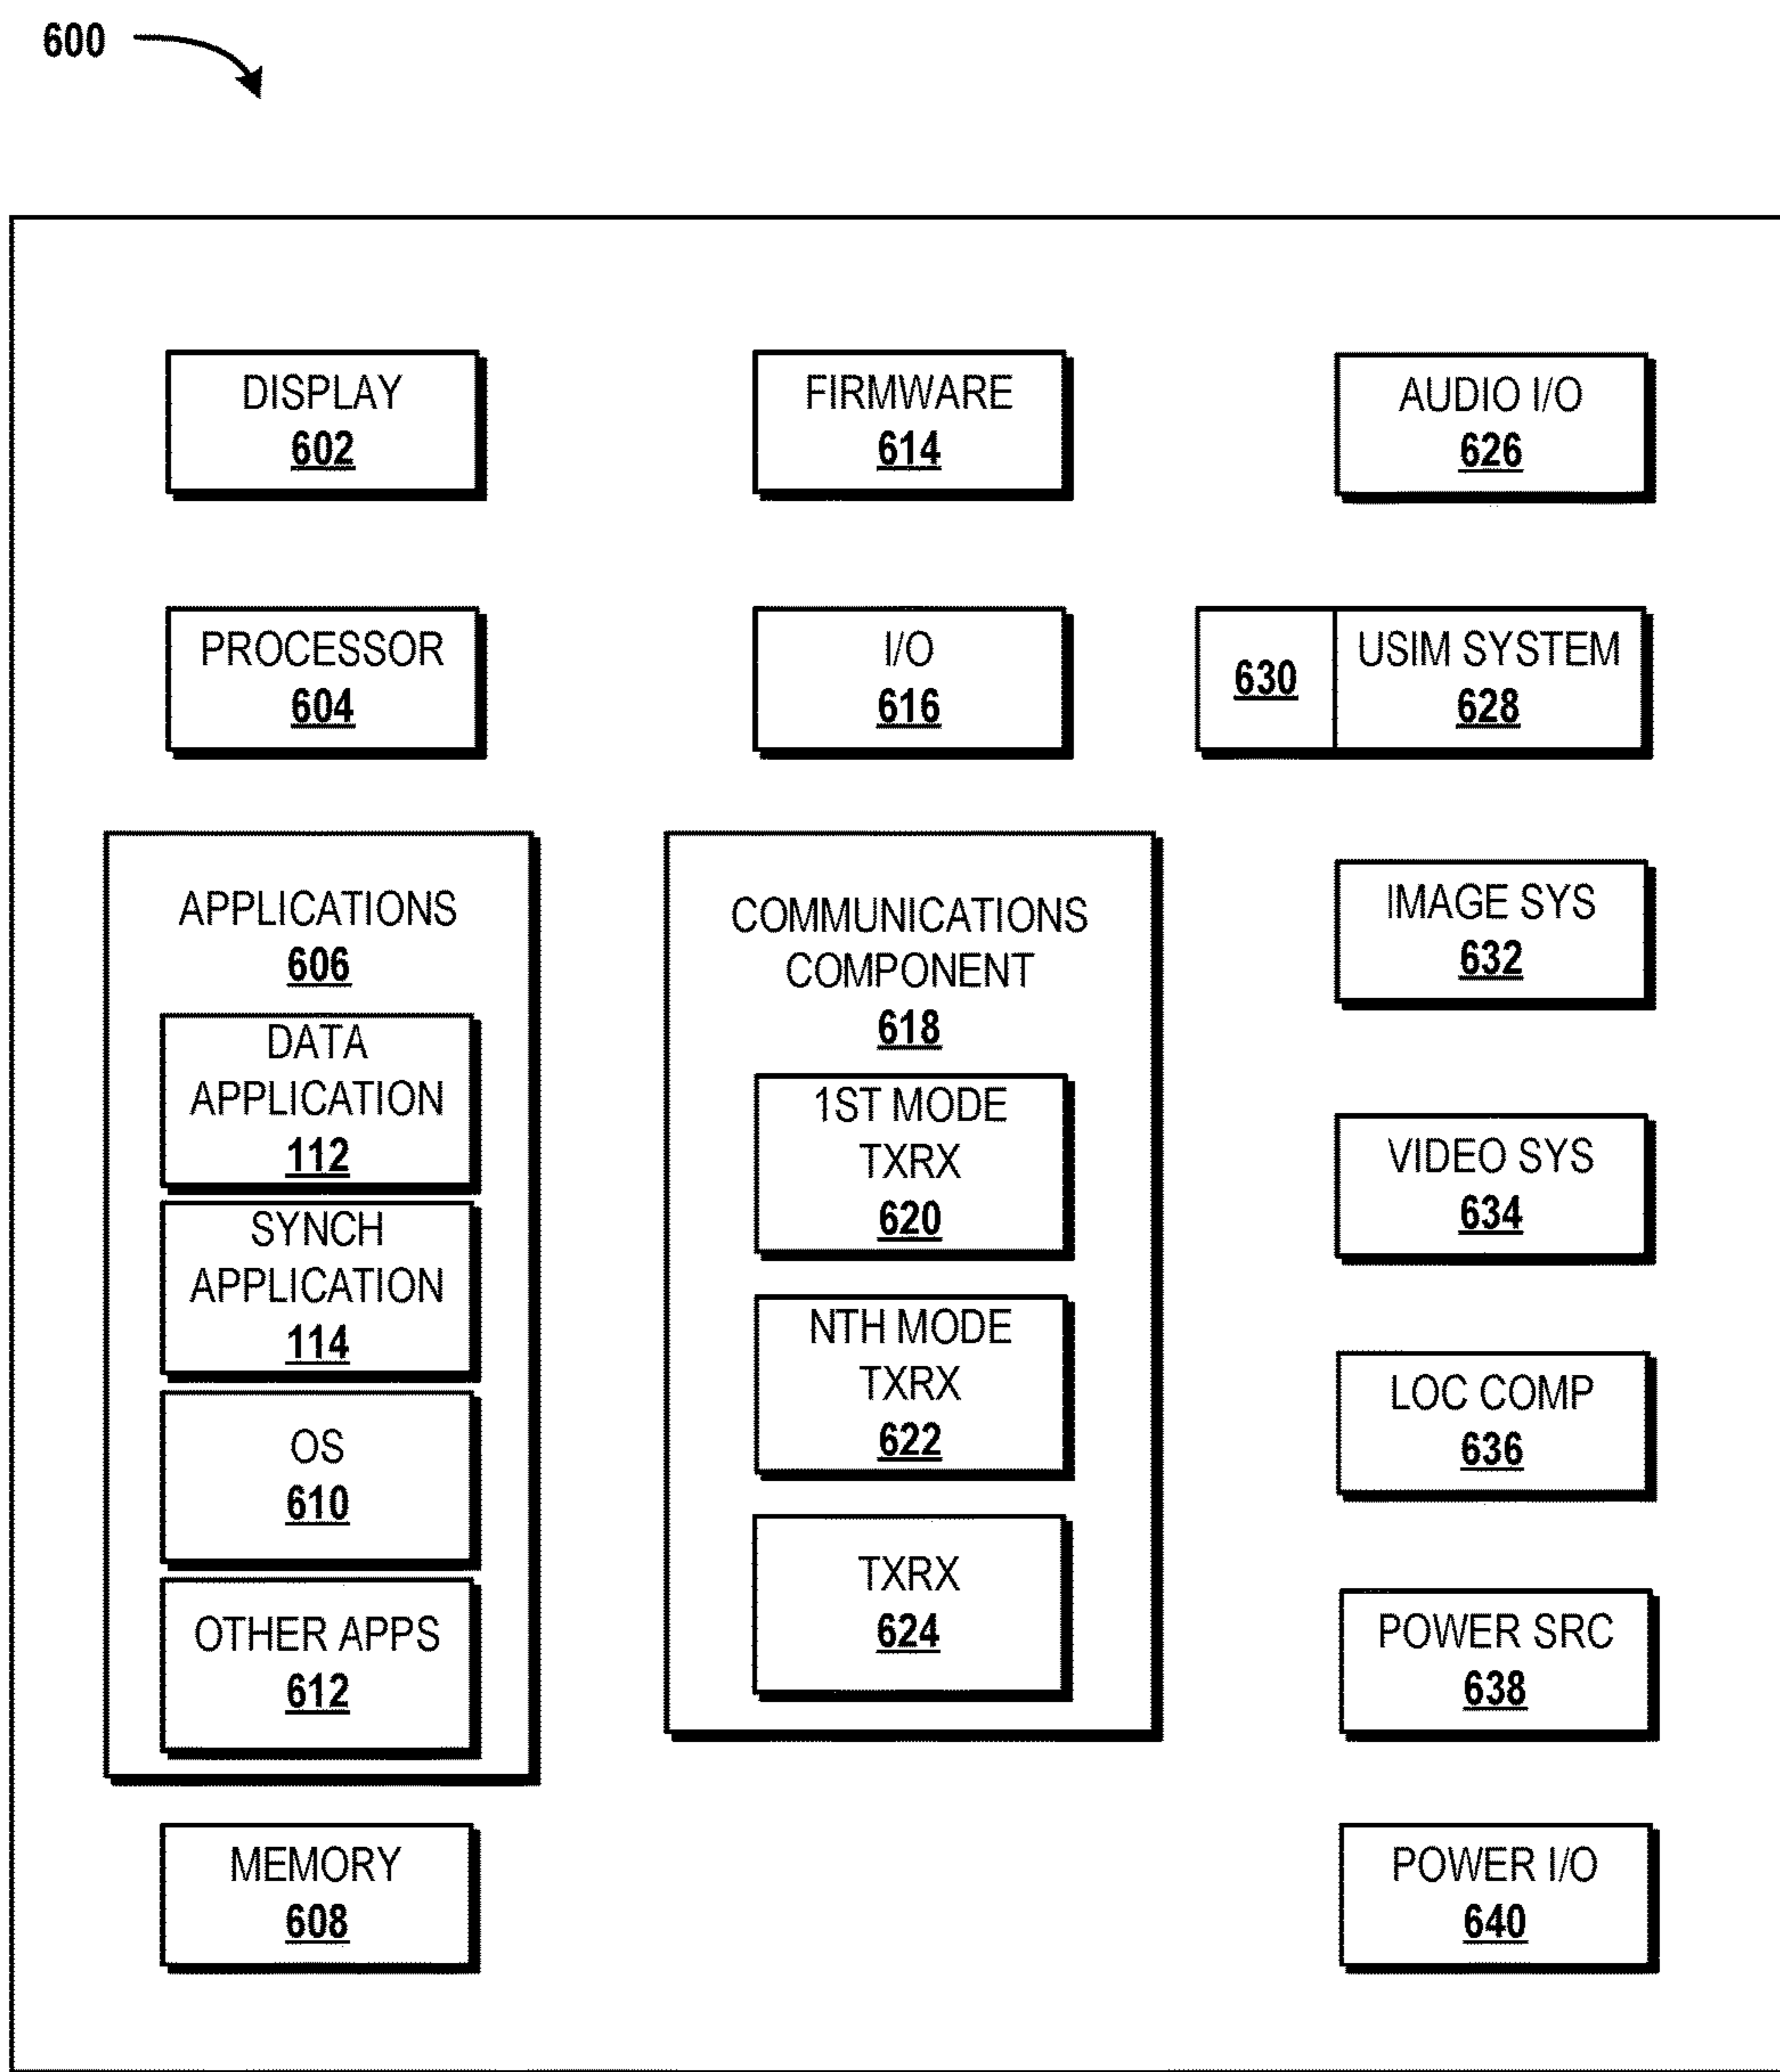 600
DISPLAY
602
FIRMWARE
614
AUDIO I/O
626
PROCESSOR
604
I/O
616
630
USIM SYSTEM
628
APPLICATIONS
606
DATA
APPLICATION
112
SYNCH
APPLICATION
114
OS
610
OTHER APPS
612
MEMORY
608
COMMUNICATIONS
COMPONENT
618
1ST MODE
TXRX
620
NTH MODE
TXRX
622
TXRX
624
IMAGE SYS
632
VIDEO SYS
634
LOC COMP
636
POWER SRC
638
POWER I/O
640